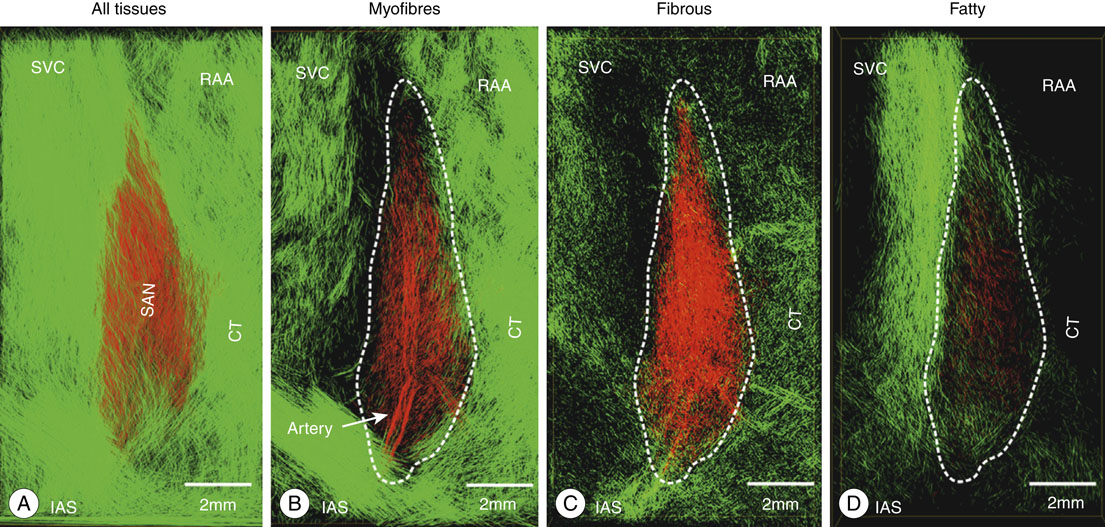 All tissues
SVC
RAA
SAN
CT
A
IAS
2mm
Myofibres
SVC
RAA
CT
Artery
B
IAS
2mm
Fibrous
SVC
RAA
CT
C
IAS
2mm
Fatty
SVC
RAA
CT
D
IAS
2mm